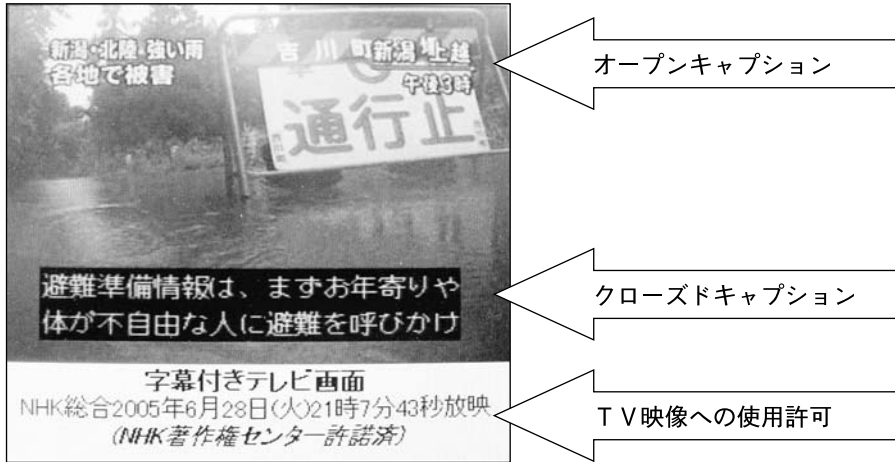 新潟・北陸 強い雨
各地で被害
吉川町
新潟 上越
午後3時
通行止
オープンキャプション
避難準備情報は、まずお年寄りや
体が不自由な人に避難を呼びかけ
クローズドキャプション
字幕付きテレビ画面
NHK総合2005年6月28日(火)21時7分43秒放映
(NHK著作権センター許諾済)
TV映像への使用許可